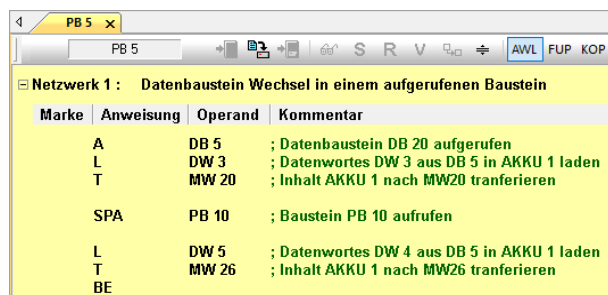 PB 5 x
PB 5 S R V AWL FUP KOP
Netzwerk 1 : Datenbaustein Wechsel in einem aufgerufenen Baustein
Marke Anweisung Operand Kommentar
A DB 5 ; Datenbaustein DB 20 aufgerufen
L DW 3 ; Datenwortes DW 3 aus DB 5 in AKKU 1 laden
T MW 20 ; Inhalt AKKU 1 nach MW20 tranferieren
SPA PB 10 ; Baustein PB 10 aufrufen
L DW 5 ; Datenwortes DW 4 aus DB 5 in AKKU 1 laden
T MW 26 ; Inhalt AKKU 1 nach MW26 tranferieren
BE